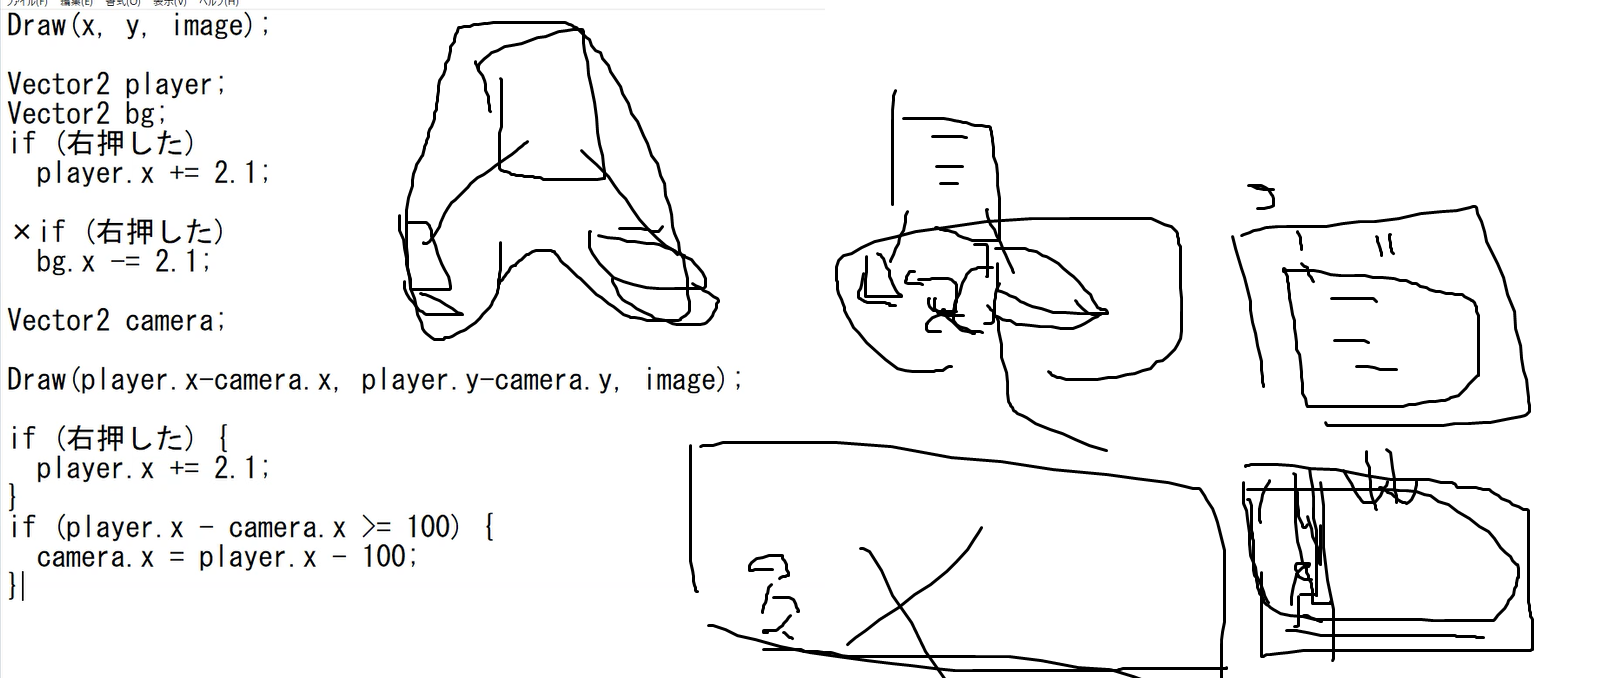 ファイル(F) 編集(E) 書式(O) 表示(V) ヘルプ(H)
Draw(x, y, image);
Vector2 player;
Vector2 bg;
if (右押した)
player.x += 2.1;
×if (右押した)
bg.x -= 2.1;
Vector2 camera;
Draw(player.x-camera.x, player.y-camera.y, image);
if (右押した) {
player.x += 2.1;
}
if (player.x - camera.x >= 100) {
camera.x = player.x - 100;
}